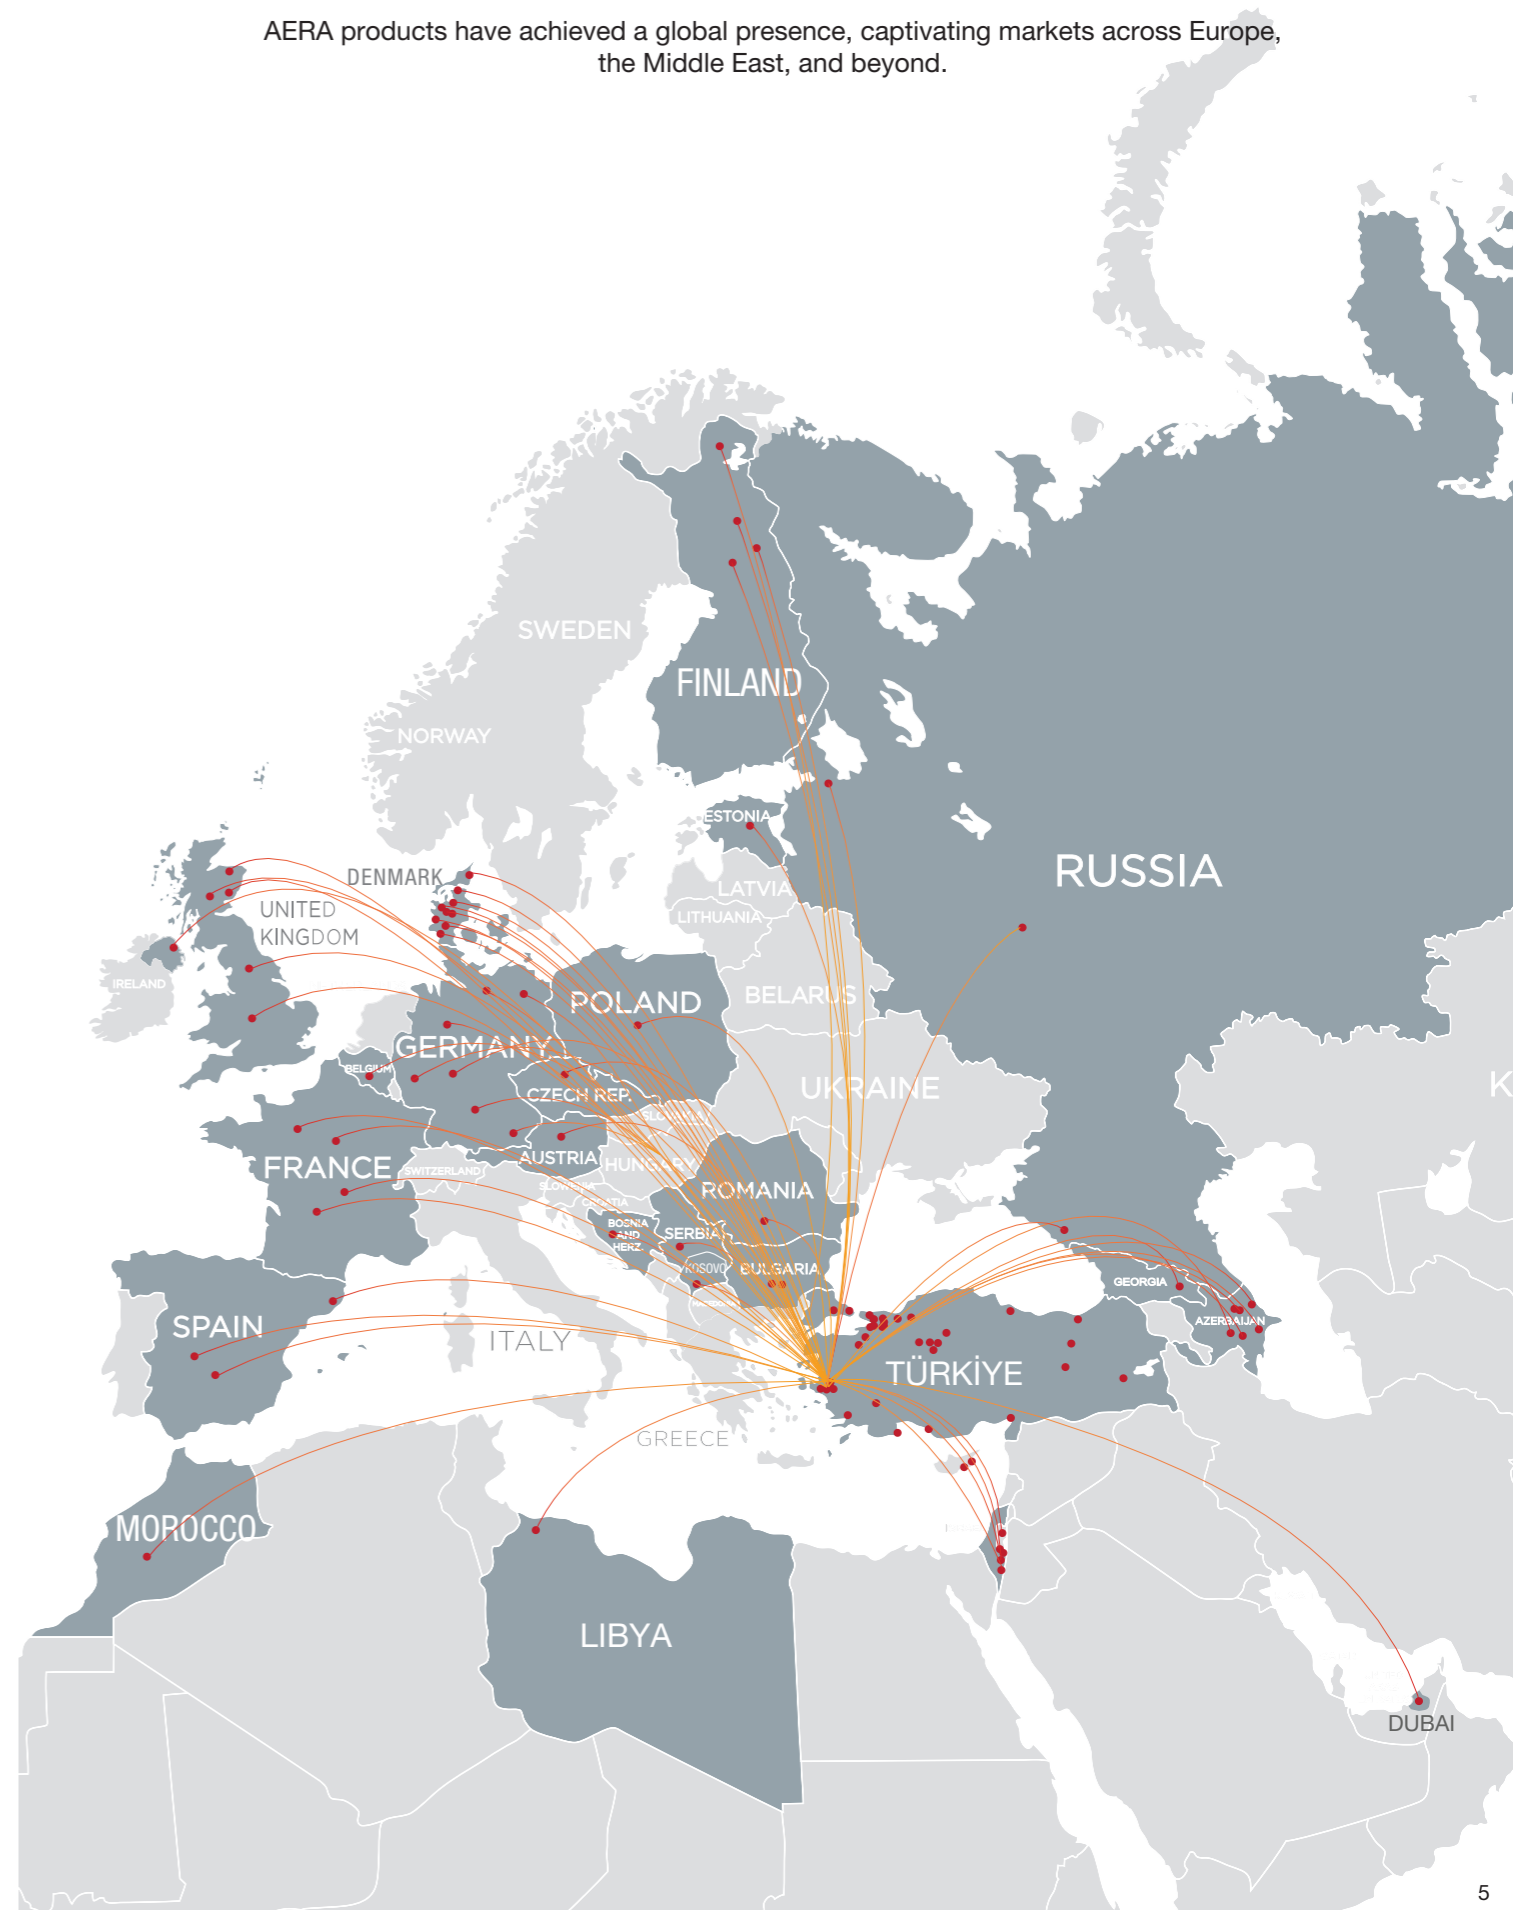 AERA products have achieved a global presence, captivating markets across Europe,
the Middle East, and beyond.
SWEDEN
FINLAND
NORWAY
ESTONIA
RUSSIA
DENMARK
LATVIA
UNITED
KINGDOM
LITHUANIA
IRELAND
POLAND
BELARUS
GERMANY
BELGIUM
UKRAINE
K
CZECH REP.
FRANCE
SWITZERLAND
AUSTRIA
HUNGARY
ROMANIA
BOSNIA
AND
HERZ.
SERBIA
KOSOVO
BULGARIA
GEORGIA
AZERBAIJAN
SPAIN
ITALY
TÜRKİYE
GREECE
MOROCCO
LIBYA
DUBAI
5